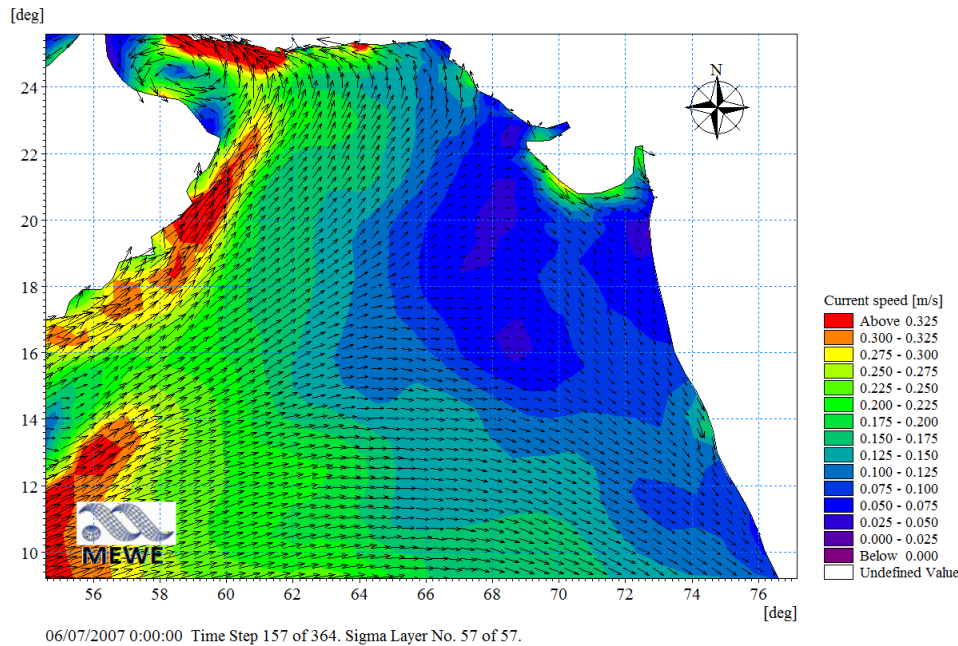 [deg]
N
24
22
20
18
16
14
12
10
MEWE
56 58 60 62 64 66 68 70 72 74 76
[deg]
Current speed [m/s]
Above 0.325
0.300 - 0.325
0.275 - 0.300
0.250 - 0.275
0.225 - 0.250
0.200 - 0.225
0.175 - 0.200
0.150 - 0.175
0.125 - 0.150
0.100 - 0.125
0.075 - 0.100
0.050 - 0.075
0.025 - 0.050
0.000 - 0.025
Below 0.000
Undefined Value
06/07/2007 0:00:00 Time Step 157 of 364. Sigma Layer No. 57 of 57.